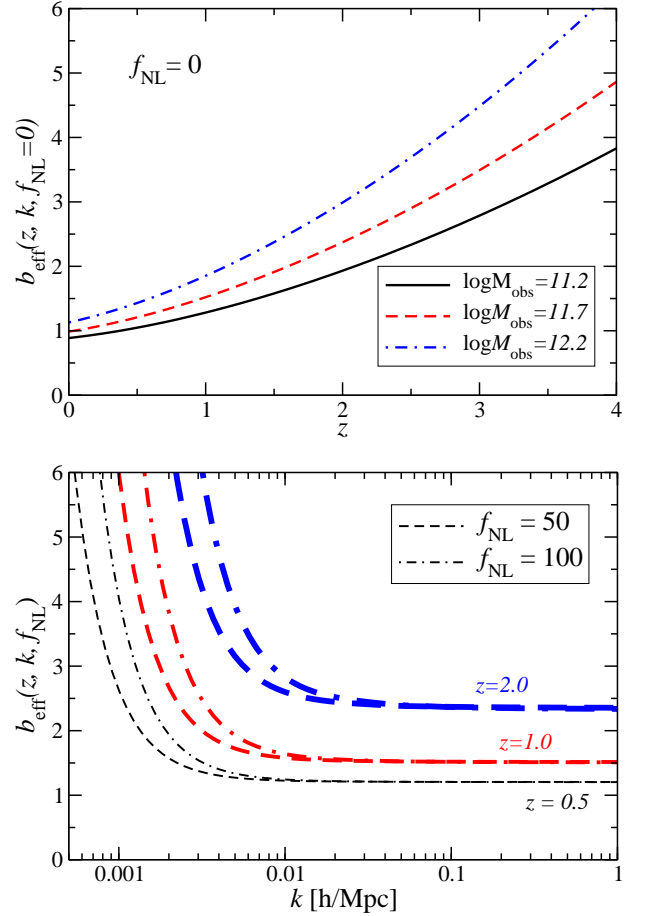 6
5
4
3
2
1
0
b_eff(z, k, f_NL=0)
f_NL = 0
logM_obs=11.2
logM_obs=11.7
logM_obs=12.2
0 1 2 3 4
z
6
5
4
3
2
1
0
b_eff(z, k, f_NL)
f_NL = 50
f_NL = 100
z=2.0
z=1.0
z = 0.5
0.001 0.01 0.1 1
k [h/Mpc]